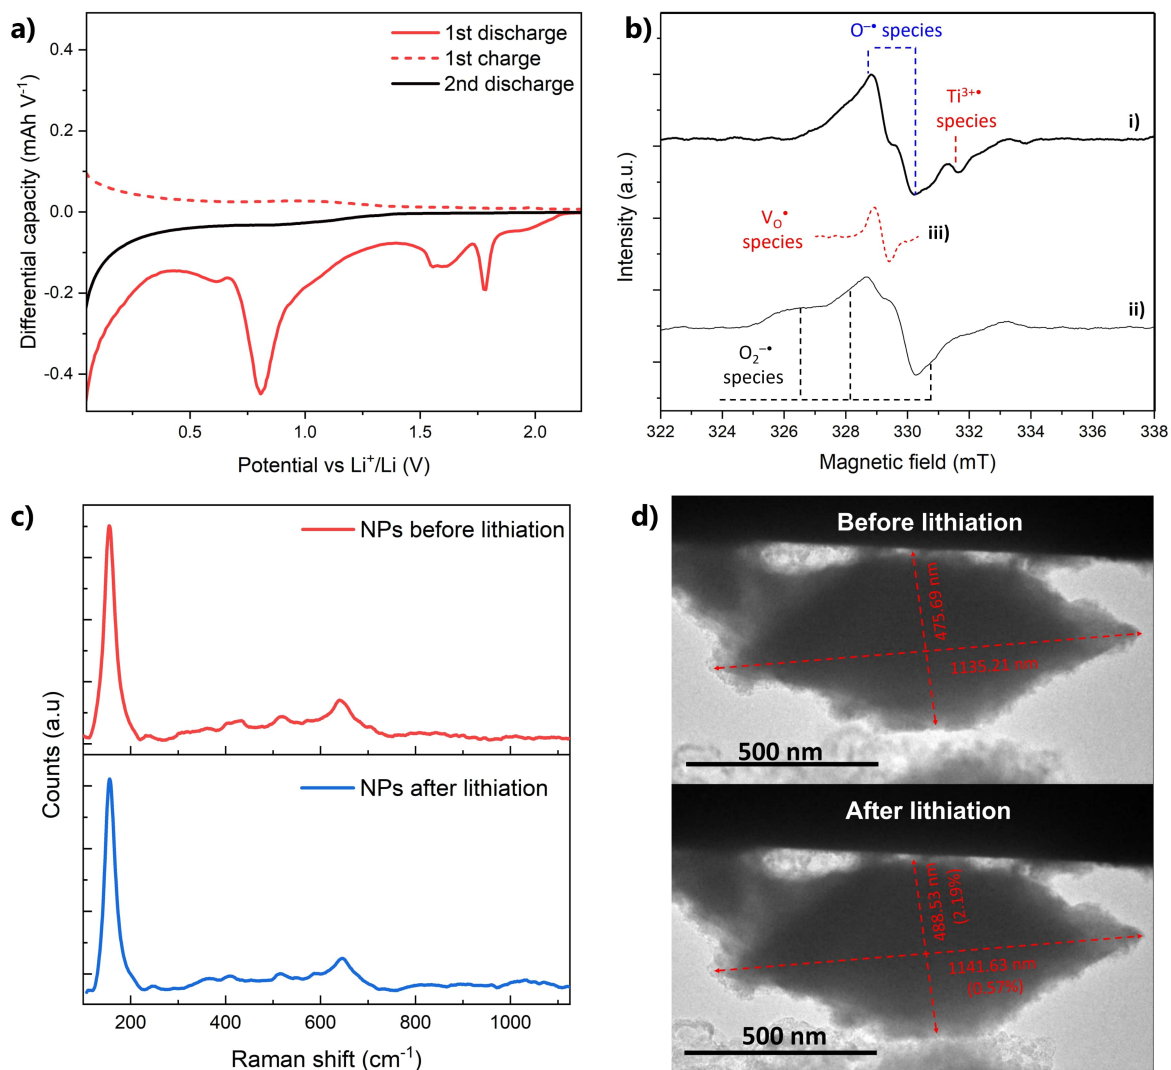 a)
1st discharge
1st charge
2nd discharge
0.4
0.2
0.0
-0.2
-0.4
Differential capacity (mAh V⁻¹)
0.5
1.0
1.5
2.0
Potential vs Li⁺/Li (V)
b)
O⁻• species
Ti³⁺•
species
i)
V_O•
species
iii)
ii)
O₂⁻•
species
Intensity (a.u.)
322
324
326
328
330
332
334
336
338
Magnetic field (mT)
c)
NPs before lithiation
NPs after lithiation
Counts (a.u)
200
400
600
800
1000
Raman shift (cm⁻¹)
d)
Before lithiation
475.69 nm
1135.21 nm
500 nm
After lithiation
488.53 nm
(2.19%)
1141.63 nm
(0.57%)
500 nm